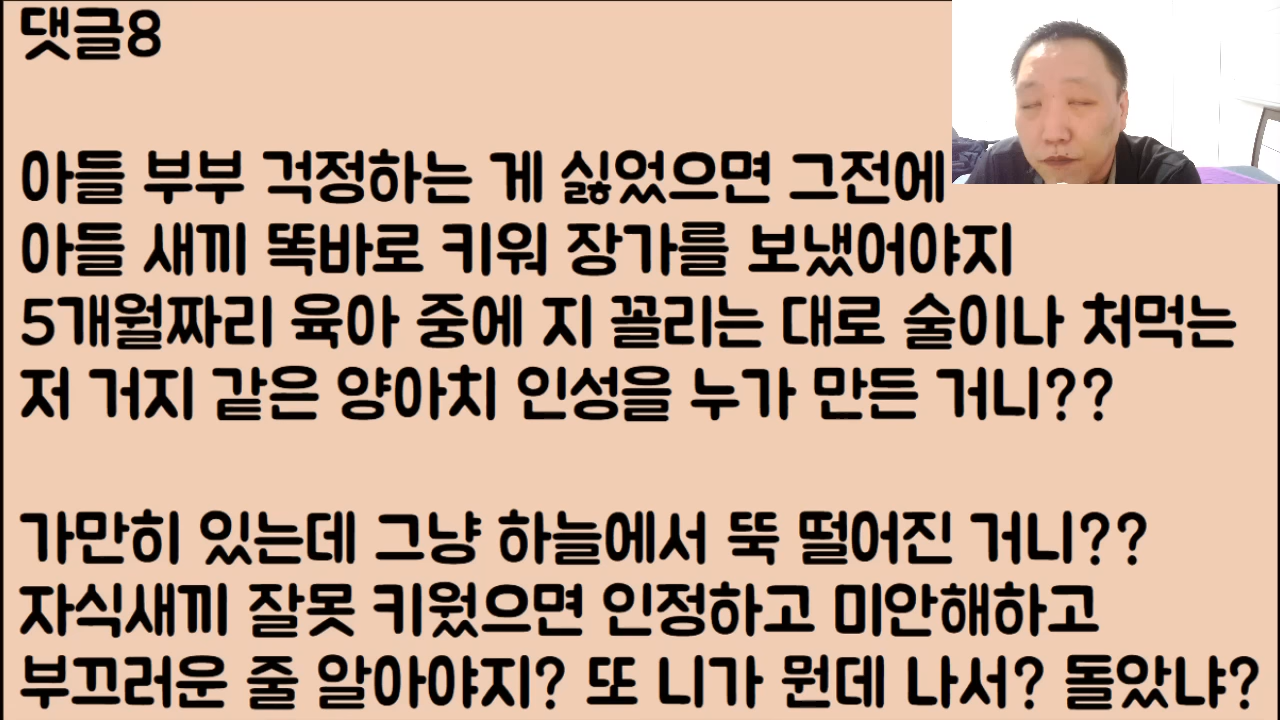 댓글8
아들 부부 걱정하는 게 싫었으면 그전에
아들 새끼 똑바로 키워 장가를 보냈어야지
5개월짜리 육아 중에 지 꼴리는 대로 술이나 처먹는
저 거지 같은 양아치 인성을 누가 만든 거니??
가만히 있는데 그냥 하늘에서 뚝 떨어진 거니??
자식새끼 잘못 키웠으면 인정하고 미안해하고
부끄러운 줄 알아야지? 또 니가 뭔데 나서? 돌았냐?